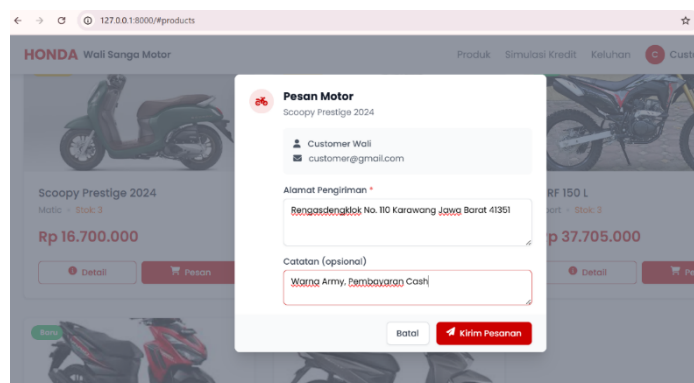 127.0.0.1:8000/#products
HONDA Wali Sanga Motor
Produk Simulasi Kredit Keluhan C Custo
Pesan Motor
Scoopy Prestige 2024
Customer Wali
customer@gmail.com
Alamat Pengiriman *
Rengasdengklok No. 110 Karawang Jawa Barat 41351
Catatan (opsional)
Warna Army, Pembayaran Cash
Batal Kirim Pesanan
Scoopy Prestige 2024
Matic • Stok: 3
Rp 16.700.000
Detail Pesan
RF 150 L
port • Stok: 3
p 37.705.000
Detail Pe
Baru